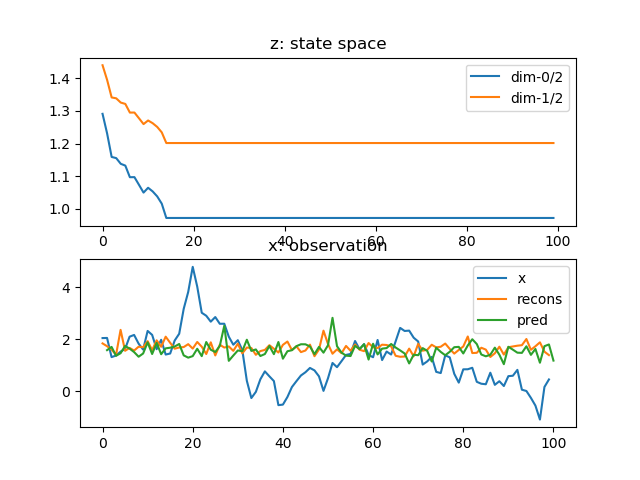 z: state space
1.4
1.3
1.2
1.1
1.0
dim-0/2
dim-1/2
0 20 40 60 80 100
x: observation
4
2
0
x
recons
pred
0 20 40 60 80 100